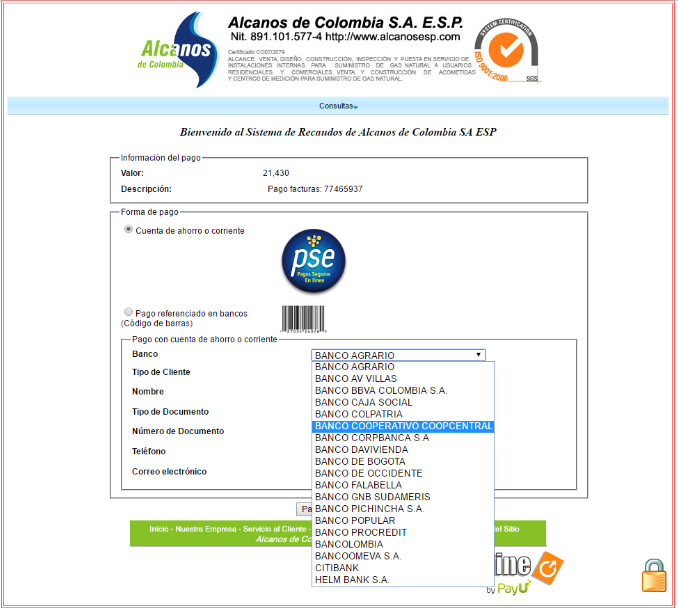 Alcanos
de Colombia
Alcanos de Colombia S.A. E.S.P.
Nit. 891.101.577-4 http://www.alcanosesp.com
Certificado CO07/0879
ALCANCE: VENTA, DISEÑO, CONSTRUCCIÓN, INSPECCIÓN Y PUESTA EN SERVICIO DE
INSTALACIONES INTERNAS PARA SUMINISTRO DE GAS NATURAL A USUARIOS
RESIDENCIALES Y COMERCIALES, VENTA Y CONSTRUCCIÓN DE ACOMETIDAS
Y CENTROS DE MEDICIÓN PARA SUMINISTRO DE GAS NATURAL.
SYSTEM CERTIFICATION
ISO 9001:2000
SGS
Consultas
Bienvenido al Sistema de Recaudos de Alcanos de Colombia SA ESP
Información del pago
Valor: 21,430
Descripción: Pago facturas: 77465937
Forma de pago
Cuenta de ahorro o corriente
pse
Pagos Seguros
En línea
Pago referenciado en bancos
(Código de barras)
Pago con cuenta de ahorro o corriente
Banco BANCO AGRARIO
Tipo de Cliente
Nombre
Tipo de Documento
Número de Documento
Teléfono
Correo electrónico
BANCO AGRARIO
BANCO AV VILLAS
BANCO BBVA COLOMBIA S.A.
BANCO CAJA SOCIAL
BANCO COLPATRIA
BANCO COOPERATIVO COOPCENTRAL
BANCO CORPBANCA S.A
BANCO DAVIVIENDA
BANCO DE BOGOTA
BANCO DE OCCIDENTE
BANCO FALABELLA
BANCO GNB SUDAMERIS
BANCO PICHINCHA S.A.
BANCO POPULAR
BANCO PROCREDIT
BANCOLOMBIA
BANCOOMEVA S.A.
CITIBANK
HELM BANK S.A.
Pa
Inicio - Nuestra Empresa - Servicio al Cliente - del Sitio
Alcanos de Co
ine
by PayU